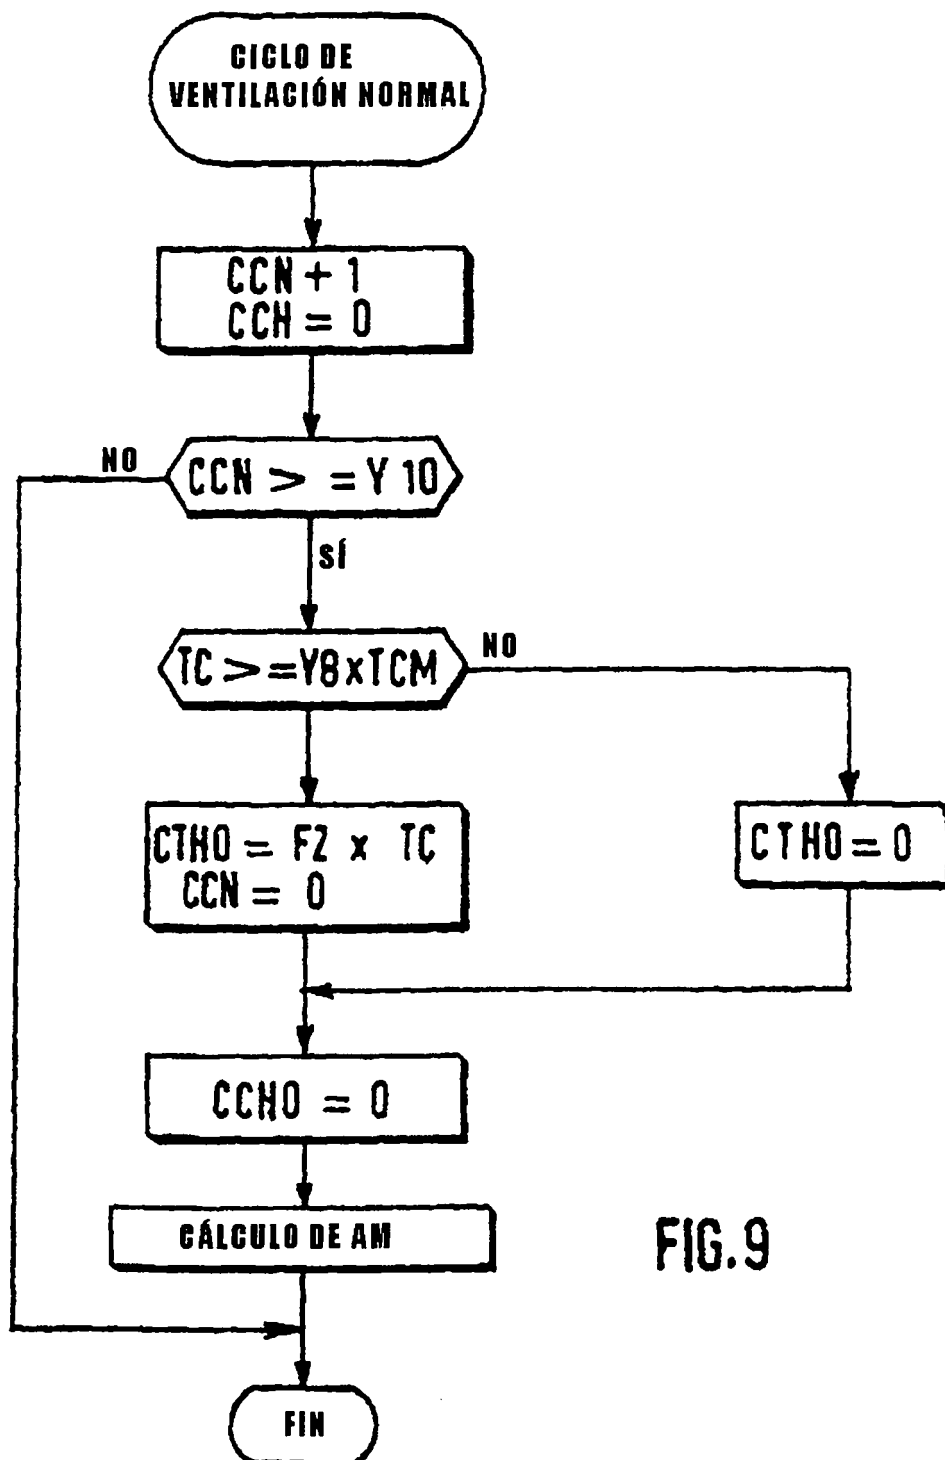 CICLO DE
VENTILACIÓN NORMAL
CCN + 1
CCH = 0
NO
CCN > = Y 10
SÍ
TC > = Y8 x TCM
NO
CTHO = F2 x TC
CCN = 0
CTHO = 0
CCHO = 0
CÁLCULO DE AM
FIG. 9
FIN